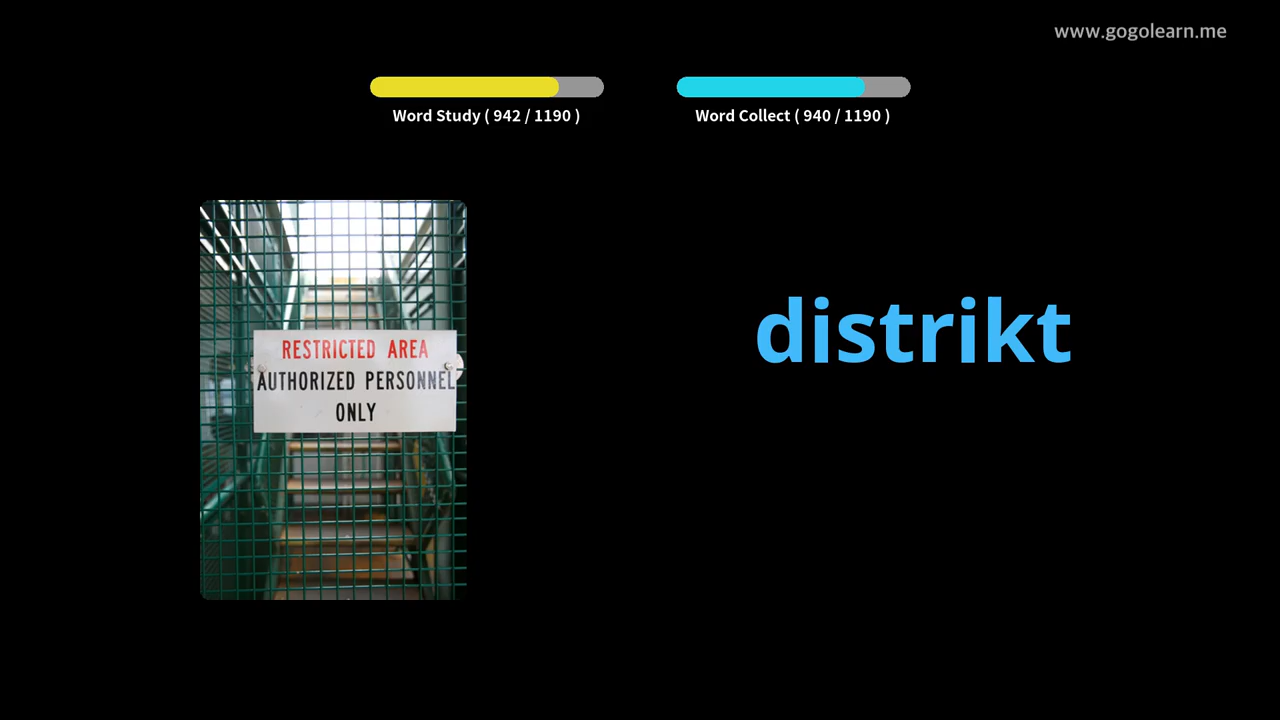 www.gogolearn.me
Word Study ( 942 / 1190 )
Word Collect ( 940 / 1190 )
RESTRICTED AREA
AUTHORIZED PERSONNEL
ONLY
distrikt